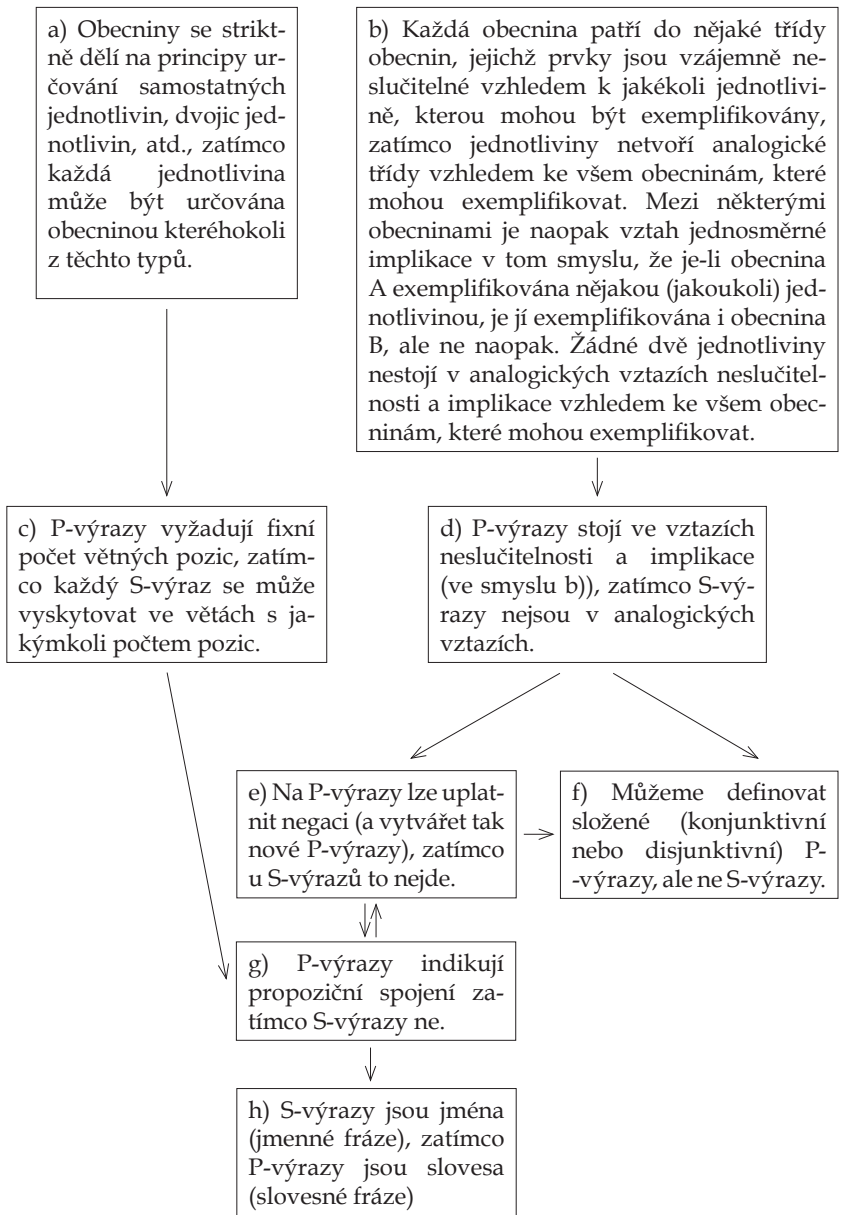 a) Obecniny se strikt-
ně dělí na principy ur-
čování samostatných
jednotlivin, dvojic jed-
notlivin, atd., zatímco
každá jednotlivina
může být určována
obecninou kteréhokoli
z těchto typů.
b) Každá obecnina patří do nějaké třídy
obecnin, jejichž prvky jsou vzájemně ne-
slučitelné vzhledem k jakékoli jednotlivi-
ně, kterou mohou být exemplifikovány,
zatímco jednotliviny netvoří analogické
třídy vzhledem ke všem obecninám, které
mohou exemplifikovat. Mezi některými
obecninami je naopak vztah jednosměrné
implikace v tom smyslu, že je-li obecnina
A exemplifikována nějakou (jakoukoli) jed-
notlivinou, je jí exemplifikována i obecnina
B, ale ne naopak. Žádné dvě jednotliviny
nestojí v analogických vztazích neslučitel-
nosti a implikace vzhledem ke všem obec-
ninám, které mohou exemplifikovat.
c) P-výrazy vyžadují fixní
počet větných pozic, zatím-
co každý S-výraz se může
vyskytovat ve větách s ja-
kýmkoli počtem pozic.
d) P-výrazy stojí ve vztazích
neslučitelnosti a implikace
(ve smyslu b)), zatímco S-vý-
razy nejsou v analogických
vztazích.
e) Na P-výrazy lze uplat-
nit negaci (a vytvářet tak
nové P-výrazy), zatímco
u S-výrazů to nejde.
f) Můžeme definovat
složené (konjunktivní
nebo disjunktivní) P-
-výrazy, ale ne S-výrazy.
g) P-výrazy indikují
propoziční spojení za-
tímco S-výrazy ne.
h) S-výrazy jsou jména
(jmenné fráze), zatímco
P-výrazy jsou slovesa
(slovesné fráze)